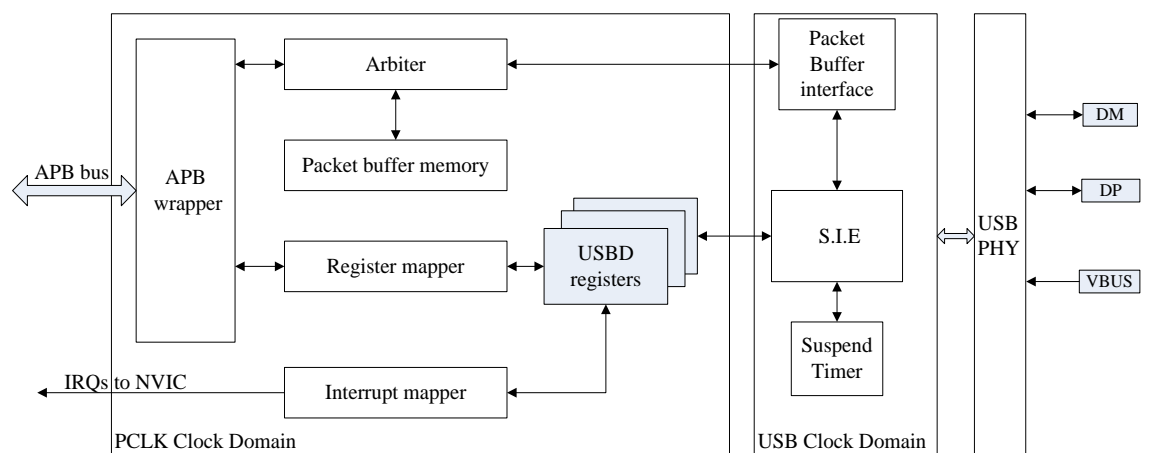 Packet
Buffer
interface
Arbiter
DM
APB bus
APB
wrapper
Packet buffer memory
DP
S.I.E
USB
PHY
USBD
registers
Register mapper
VBUS
Suspend
Timer
IRQs to NVIC
Interrupt mapper
PCLK Clock Domain
USB Clock Domain